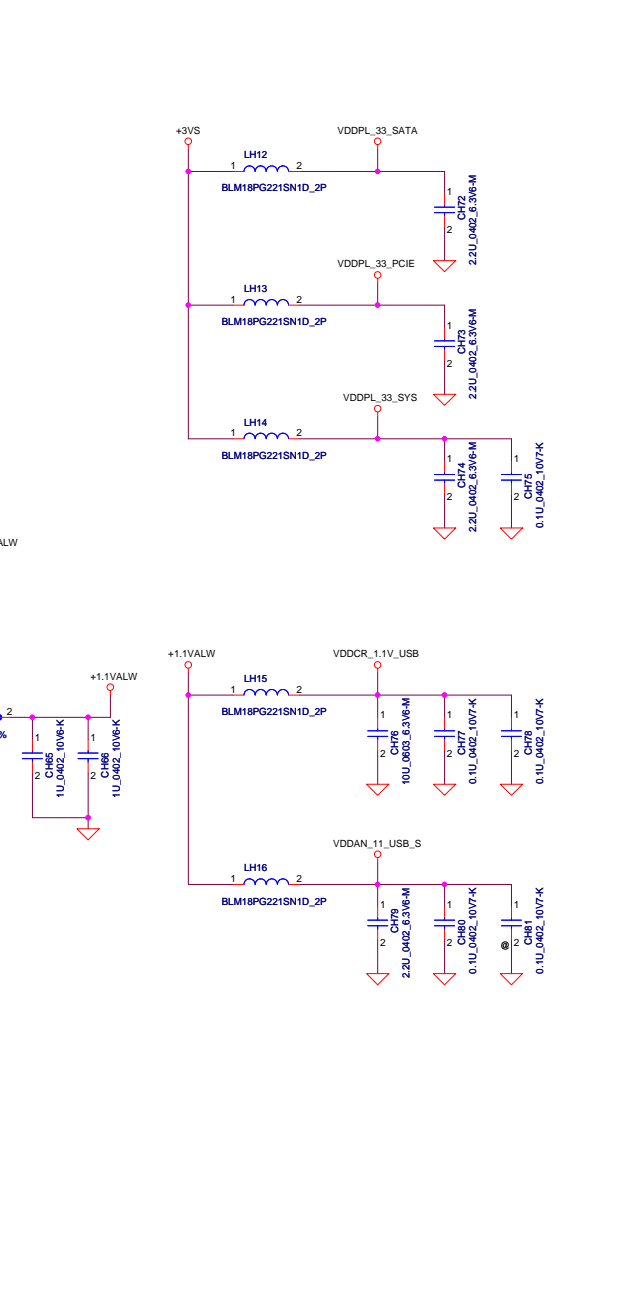 +3VS
VDDPL_33_SATA
LH12
1 2
BLM18PG221SN1D_2P
1
2
CH72
2.2U_0402_6.3V6-M
VDDPL_33_PCIE
LH13
1 2
BLM18PG221SN1D_2P
1
2
CH73
2.2U_0402_6.3V6-M
VDDPL_33_SYS
LH14
1 2
BLM18PG221SN1D_2P
1
2
CH74
2.2U_0402_6.3V6-M
1
2
CH75
0.1U_0402_10V7-K
ALW
+1.1VALW
2
%
1
2
CH65
1U_0402_10V6-K
1
2
CH66
1U_0402_10V6-K
+1.1VALW
VDDCR_1.1V_USB
LH15
1 2
BLM18PG221SN1D_2P
1
2
CH76
10U_0603_6.3V6-M
1
2
CH77
0.1U_0402_10V7-K
1
2
CH78
0.1U_0402_10V7-K
VDDAN_11_USB_S
LH16
1 2
BLM18PG221SN1D_2P
1
2
CH79
2.2U_0402_6.3V6-M
1
2
CH80
0.1U_0402_10V7-K
1
@ 2
CH81
0.1U_0402_10V7-K